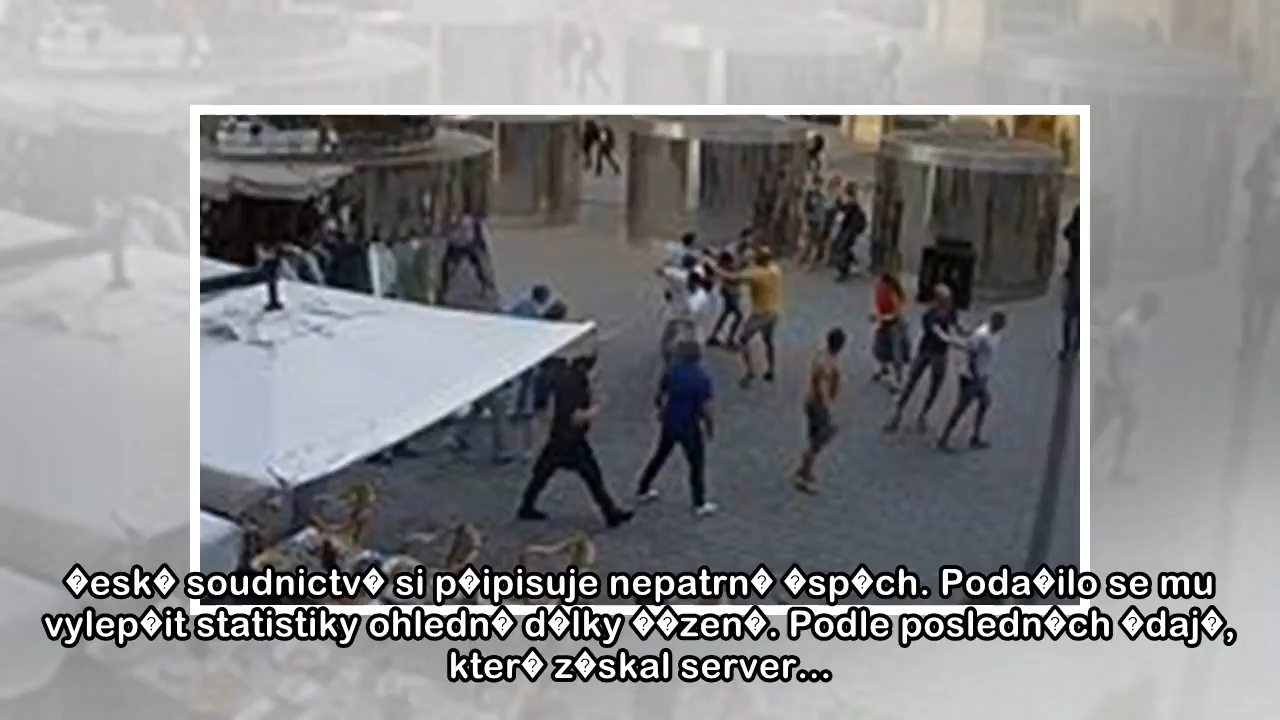 �esk� soudnictv� si p�ipisuje nepatrn� �sp�ch. Poda�ilo se mu
vylep�it statistiky ohledn� d�lky ��zen�. Podle posledn�ch �daj�,
kter� z�skal server...